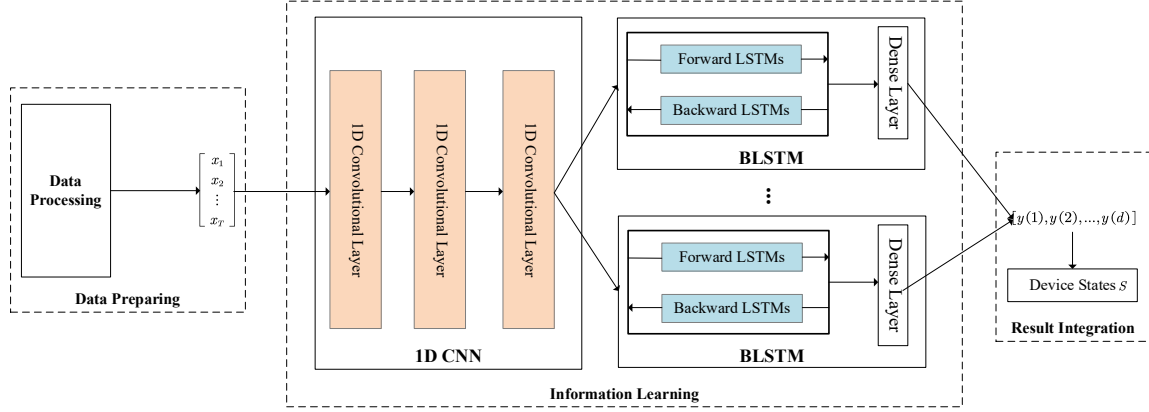 Data
Processing
x₁
x₂
⋮
x_T
Data Preparing
1D Convolutional Layer
1D Convolutional Layer
1D Convolutional Layer
1D CNN
Forward LSTMs
Backward LSTMs
Dense Layer
BLSTM
...
Forward LSTMs
Backward LSTMs
Dense Layer
BLSTM
Information Learning
[y(1),y(2),...,y(d)]
Device States S
Result Integration